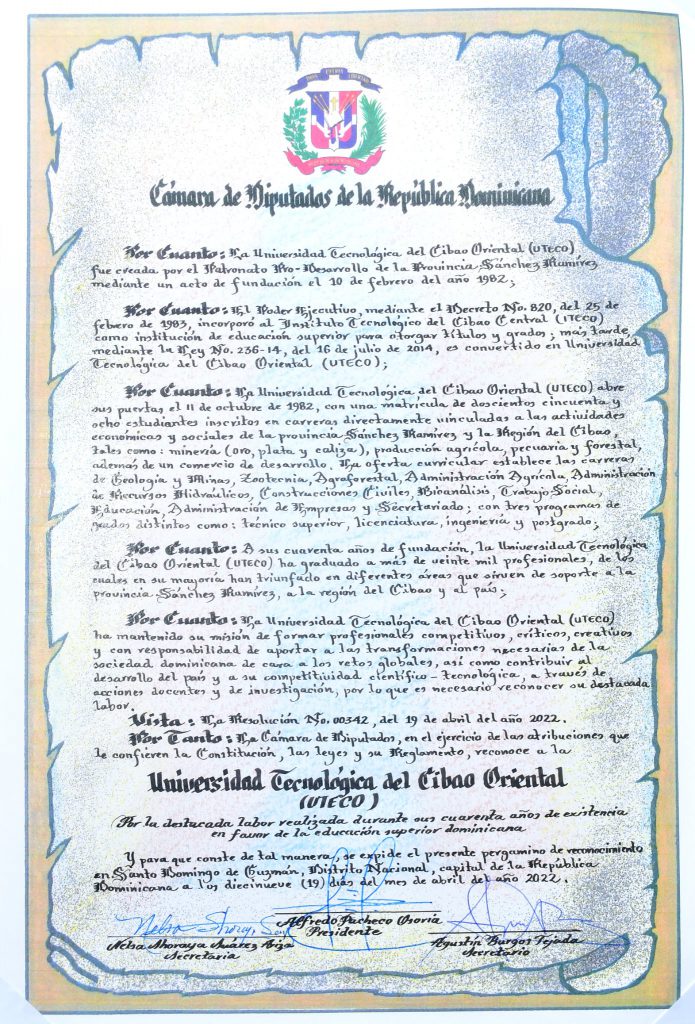 DIOS PATRIA LIBERTAD
Cámara de Diputados de la República Dominicana
Por Cuanto: La Universidad Tecnológica del Cibao Oriental (UTECO)
fue creada por el Patronato Pro-Desarrollo de la Provincia Sánchez Ramírez
mediante un acto de fundación el 10 de febrero del año 1982;
Por Cuanto: El Poder Ejecutivo, mediante el Decreto No. 820, del 25 de
febrero de 1983, incorporó al Instituto Tecnológico del Cibao Central (ITECO)
como institución de educación superior para otorgar títulos y grados; más tarde,
mediante la Ley No. 236-14, del 16 de julio de 2014, es convertido en Universidad
Tecnológica del Cibao Oriental (UTECO);
Por Cuanto: La Universidad Tecnológica del Cibao Oriental (UTECO) abre
sus puertas el 11 de octubre de 1982, con una matrícula de doscientos cincuenta y
ocho estudiantes inscritos en carreras directamente vinculadas a las actividades
económicas y sociales de la provincia Sánchez Ramírez y la Región del Cibao,
tales como: minería (oro, plata y caliza), producción agrícola, pecuaria y forestal,
además de un comercio de desarrollo. La oferta curricular establece las carreras
de Geología y Minas, Zootecnia, Agroforestal, Administración Agrícola, Administración
de Recursos Hidráulicos, Construcciones Civiles, Bioanálisis, Trabajo Social,
Educación, Administración de Empresas y Secretariado; con tres programas de
grados distintos como: técnico superior, licenciatura, ingeniería y postgrado;
Por Cuanto: A sus cuarenta años de fundación, la Universidad Tecnológica
del Cibao Oriental (UTECO) ha graduado a más de veinte mil profesionales, de los
cuales en su mayoría han triunfado en diferentes áreas que sirven de soporte a la
provincia Sánchez Ramírez, a la región del Cibao y al país;
Por Cuanto: La Universidad Tecnológica del Cibao Oriental (UTECO)
ha mantenido su misión de formar profesionales competitivos, críticos, creativos
y con responsabilidad de aportar a las transformaciones necesarias de la
sociedad dominicana de cara a los retos globales, así como contribuir al
desarrollo del país y a su competitividad científico-tecnológica, a través de
acciones docentes y de investigación, por lo que es necesario reconocer su destacada
labor.
Vista: La Resolución No. 00342, del 19 de abril del año 2022.
Por Tanto: La Cámara de Diputados, en el ejercicio de las atribuciones que
le confieren la Constitución, las leyes y su Reglamento, reconoce a la
Universidad Tecnológica del Cibao Oriental
(UTECO)
Por la destacada labor realizada durante sus cuarenta años de existencia
en favor de la educación superior dominicana
Y para que conste de tal manera, se expide el presente pergamino de reconocimiento
en Santo Domingo de Guzmán, Distrito Nacional, capital de la República
Dominicana a los diecinueve (19) días del mes de abril de año 2022.
Alfredo Pacheco Osoria
Presidente
Nelsa Shoraya Suárez Ariza
Secretaria
Agustín Burgos Tejada
Secretario